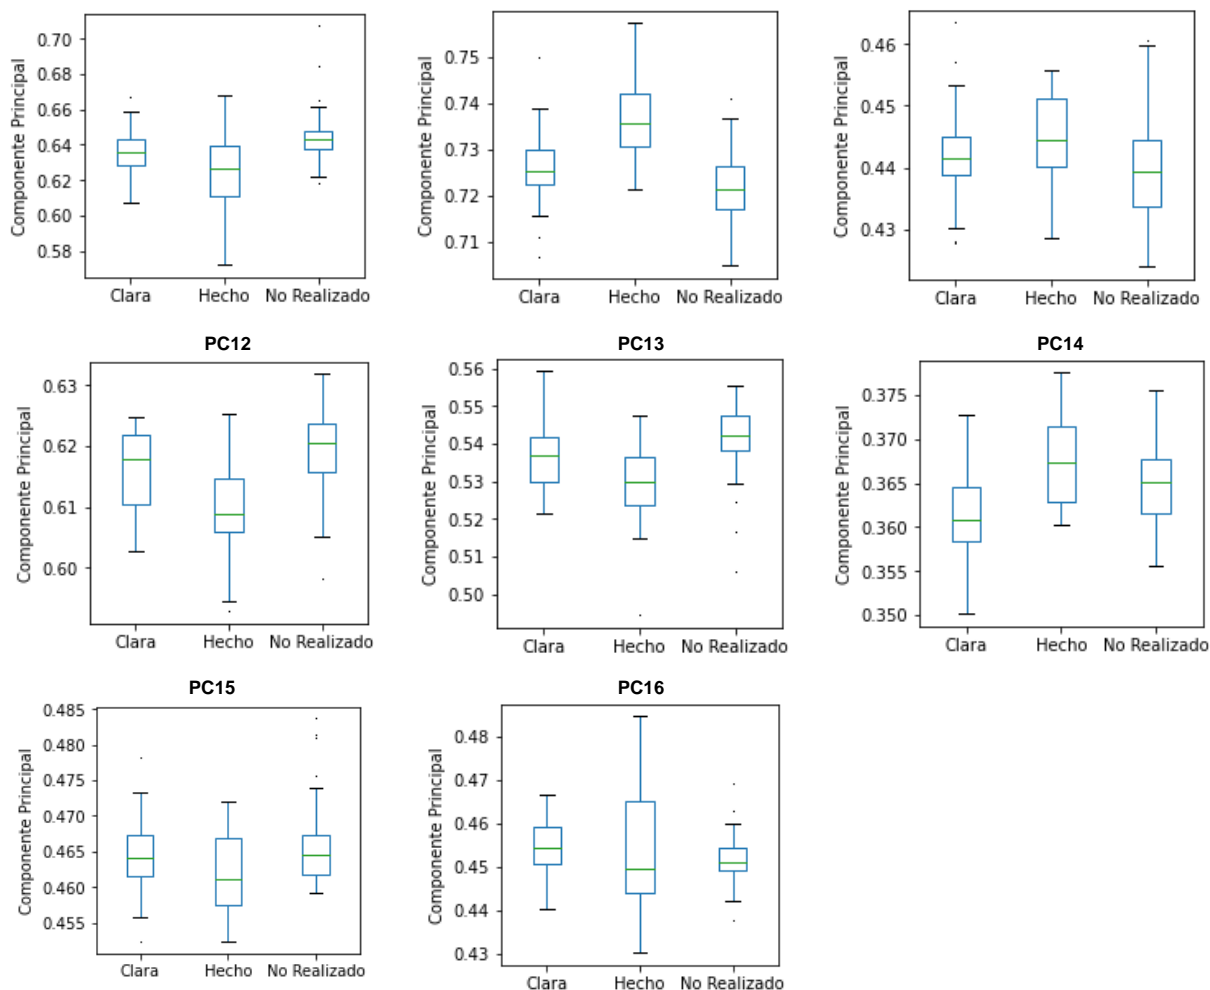 Componente Principal
0.70
0.68
0.66
0.64
0.62
0.60
0.58
Clara Hecho No Realizado
Componente Principal
0.75
0.74
0.73
0.72
0.71
Clara Hecho No Realizado
Componente Principal
0.46
0.45
0.44
0.43
Clara Hecho No Realizado
PC12
Componente Principal
0.63
0.62
0.61
0.60
Clara Hecho No Realizado
PC13
Componente Principal
0.56
0.55
0.54
0.53
0.52
0.51
0.50
Clara Hecho No Realizado
PC14
Componente Principal
0.375
0.370
0.365
0.360
0.355
0.350
Clara Hecho No Realizado
PC15
Componente Principal
0.485
0.480
0.475
0.470
0.465
0.460
0.455
Clara Hecho No Realizado
PC16
Componente Principal
0.48
0.47
0.46
0.45
0.44
0.43
Clara Hecho No Realizado